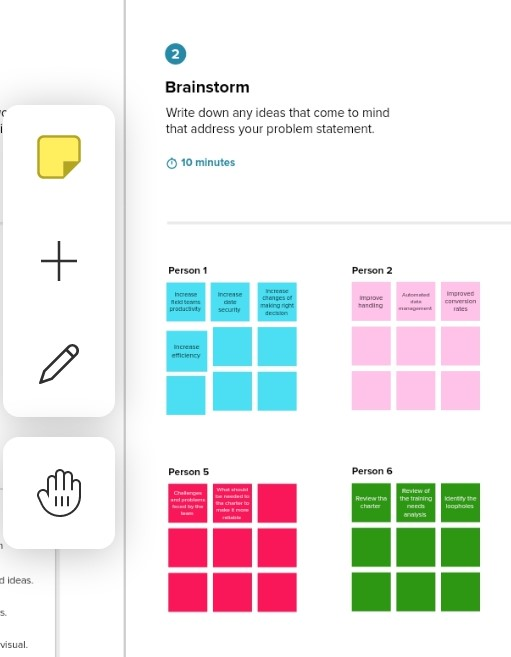 2
Brainstorm
Write down any ideas that come to mind
that address your problem statement.
10 minutes
Person 1
Increase
field teams
productivity
Increase
data
security
Increase
changes of
making right
decision
Increase
efficiency
Person 2
Improve
handling
Automated
data
management
Improved
conversion
rates
Person 5
Challenges
and problems
faced by the
team
What should
be needed in
the charter to
make it more
reliable
Person 6
Review tha
charter
Review of
the training
needs
analysis
Identify the
loopholes
d ideas.
s.
visual.